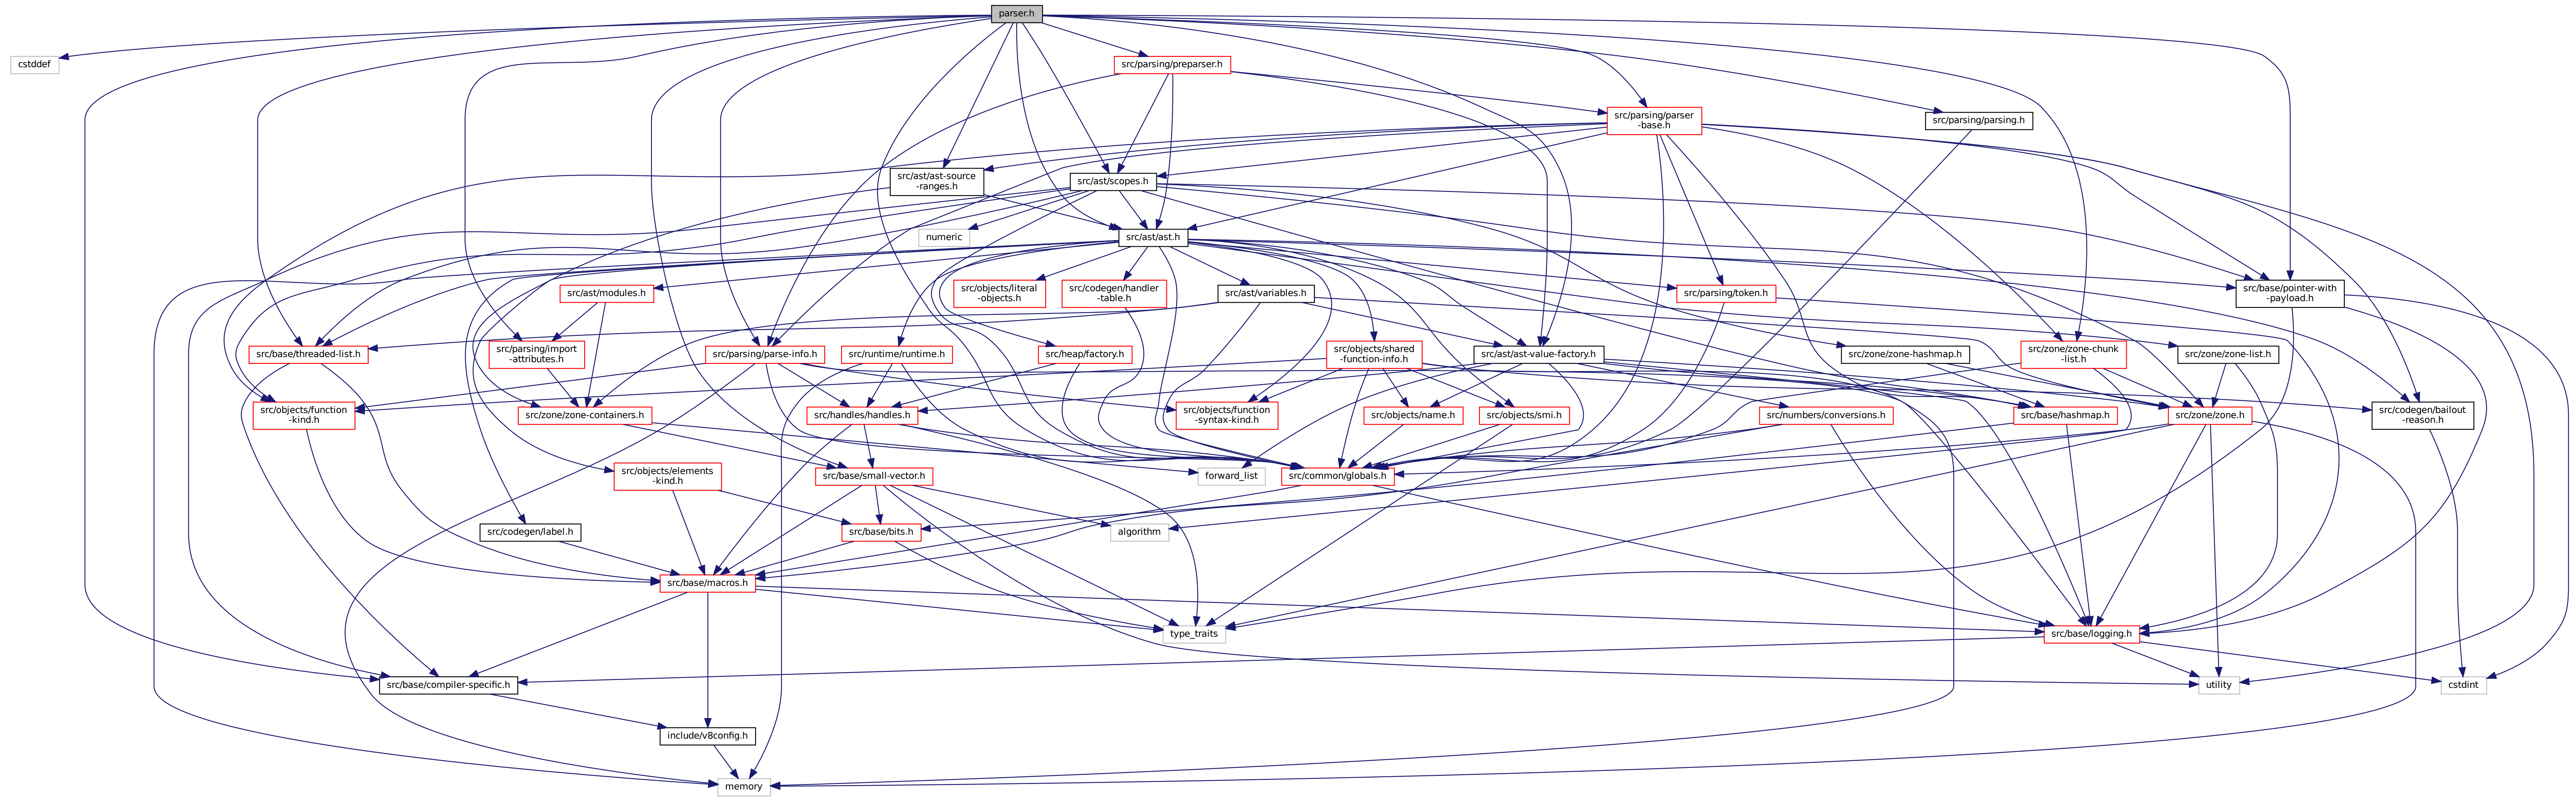 parser.h
cstddef
src/parsing/preparser.h
src/parsing/parser
-base.h
src/parsing/parsing.h
src/ast/ast-source
-ranges.h
src/ast/scopes.h
numeric
src/ast/ast.h
src/ast/modules.h
src/objects/literal
-objects.h
src/codegen/handler
-table.h
src/ast/variables.h
src/parsing/token.h
src/base/pointer-with
-payload.h
src/base/threaded-list.h
src/parsing/import
-attributes.h
src/parsing/parse-info.h
src/runtime/runtime.h
src/heap/factory.h
src/objects/shared
-function-info.h
src/ast/ast-value-factory.h
src/zone/zone-hashmap.h
src/zone/zone-chunk
-list.h
src/zone/zone-list.h
src/objects/function
-kind.h
src/zone/zone-containers.h
src/handles/handles.h
src/objects/function
-syntax-kind.h
src/objects/name.h
src/objects/smi.h
src/numbers/conversions.h
src/base/hashmap.h
src/zone/zone.h
src/codegen/bailout
-reason.h
src/objects/elements
-kind.h
src/base/small-vector.h
forward_list
src/common/globals.h
src/codegen/label.h
src/base/bits.h
algorithm
src/base/macros.h
type_traits
src/base/logging.h
src/base/compiler-specific.h
utility
cstdint
include/v8config.h
memory